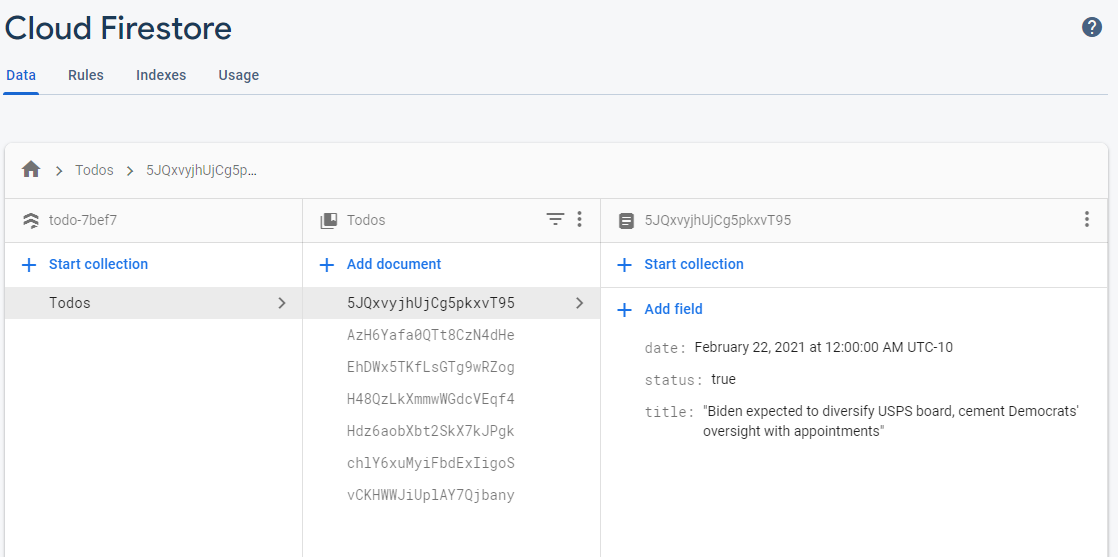 Cloud Firestore
?
Data Rules Indexes Usage
Todos 5JQxvyjhUjCg5p...
todo-7bef7
Start collection
Todos
Todos
Add document
5JQxvyjhUjCg5pkxvT95
AzH6Yafa0QTt8CzN4dHe
EhDWx5TKfLsGTg9wRZog
H48QzLkXmmwWGdcVEqf4
Hdz6aobXbt2SkX7kJPgk
chlY6xuMyiFbdExIigoS
vCKHWWJiUplAY7Qjbany
5JQxvyjhUjCg5pkxvT95
Start collection
Add field
date: February 22, 2021 at 12:00:00 AM UTC-10
status: true
title: "Biden expected to diversify USPS board, cement Democrats'
oversight with appointments"